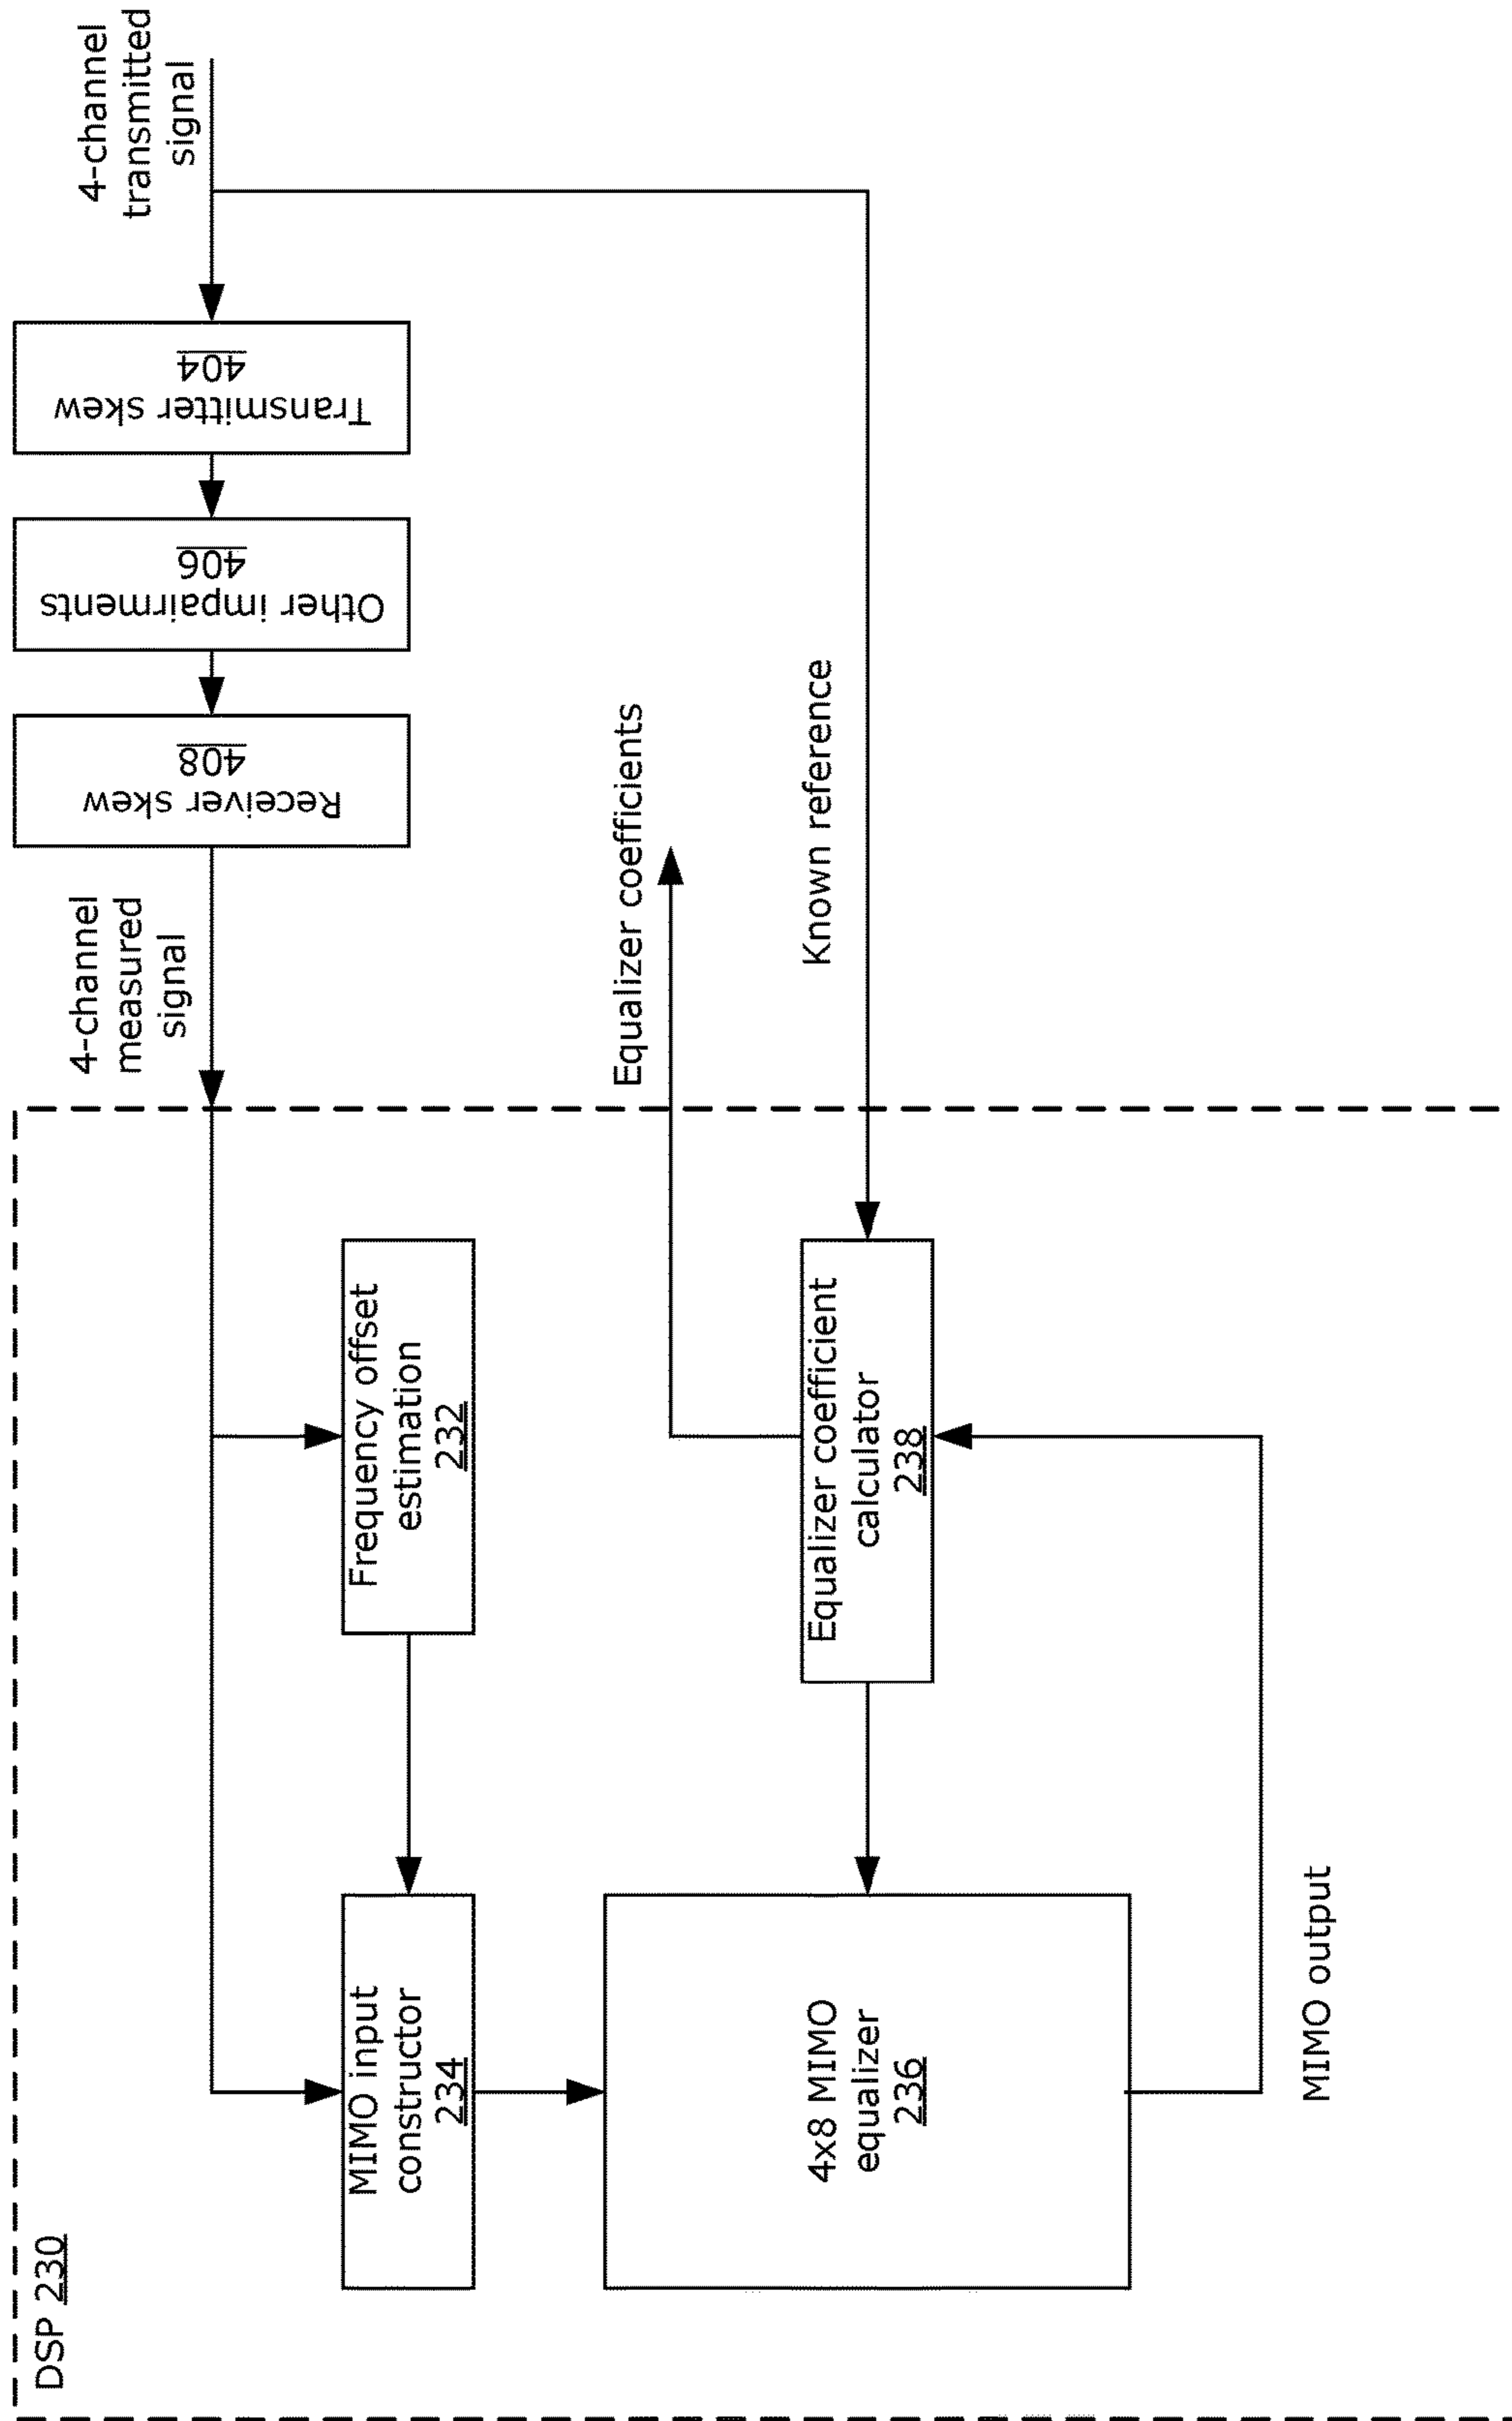 4-channel
transmitted
signal
Transmitter skew
404
Other impairments
406
Receiver skew
408
4-channel
measured
signal
Equalizer coefficients
Known reference
DSP 230
Frequency offset
estimation
232
MIMO input
constructor
234
Equalizer coefficient
calculator
238
4x8 MIMO
equalizer
236
MIMO output